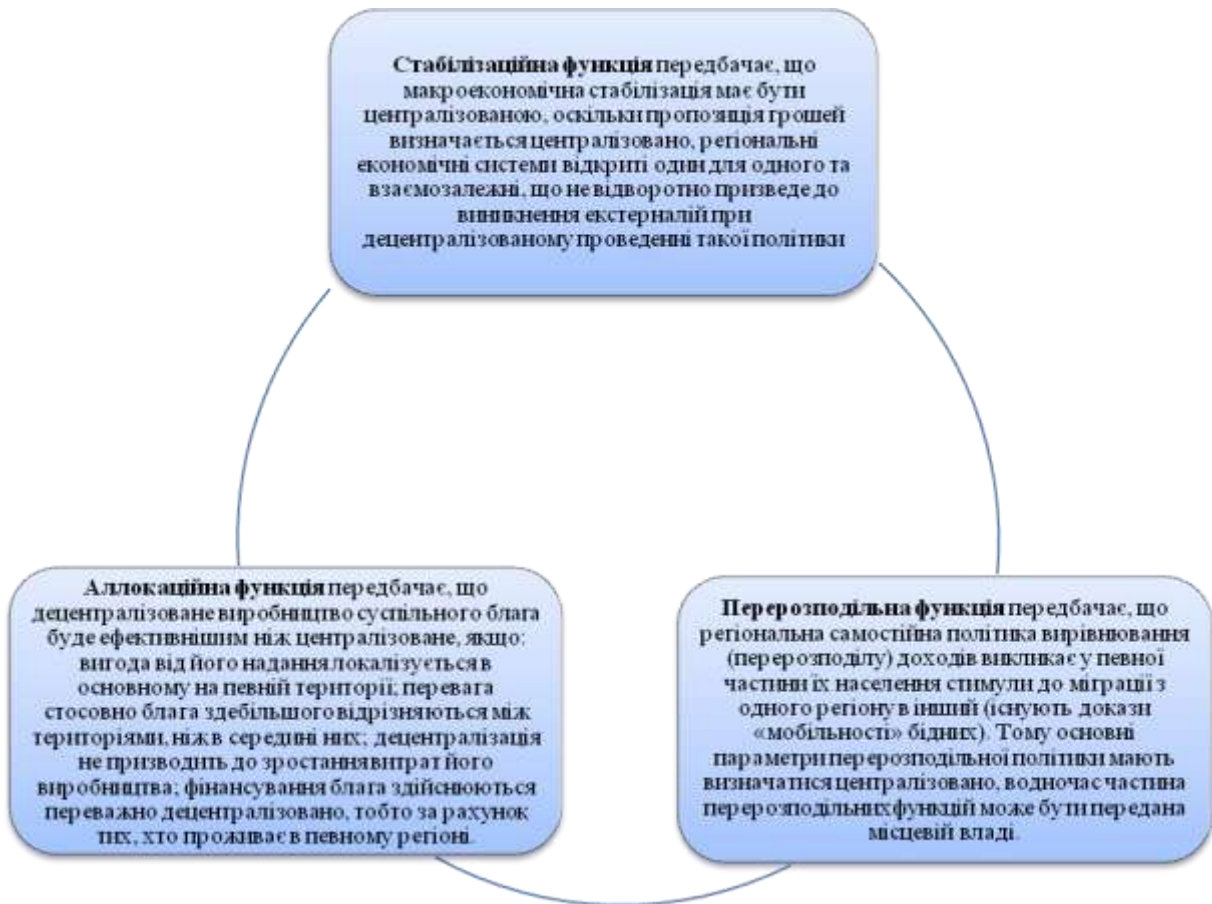 Стабілізаційна функція передбачає, що
макроекономічна стабілізація має бути
централізованою, оскільки пропозиція грошей
визначається централізовано, регіональні
економічні системи відкриті один для одного та
взаємозалежні, що не відворотно призведе до
виникнення екстерналій при
децентралізованому проведенні такої політики
Аллокаційна функція передбачає, що
децентралізоване виробництво суспільного блага
буде ефективнішим ніж централізоване, якщо:
вигода від його надання локалізується в
основному на певній території; перевага
стосовно блага здебільшого відрізняються між
територіями, ніж в середині них; децентралізація
не призводить до зростання витрат його
виробництва; фінансування блага здійснюються
переважно децентралізовано, тобто за рахунок
тих, хто проживає в певному регіоні.
Перерозподільна функція передбачає, що
регіональна самостійна політика вирівнювання
(перерозподілу) доходів викликає у певної
частини їх населення стимули до міграції з
одного регіону в інший (існують докази
«мобільності» бідних). Тому основні
параметри перерозподільної політики мають
визначатися централізовано, водночас частина
перерозподільних функцій може бути передана
місцевій владі.